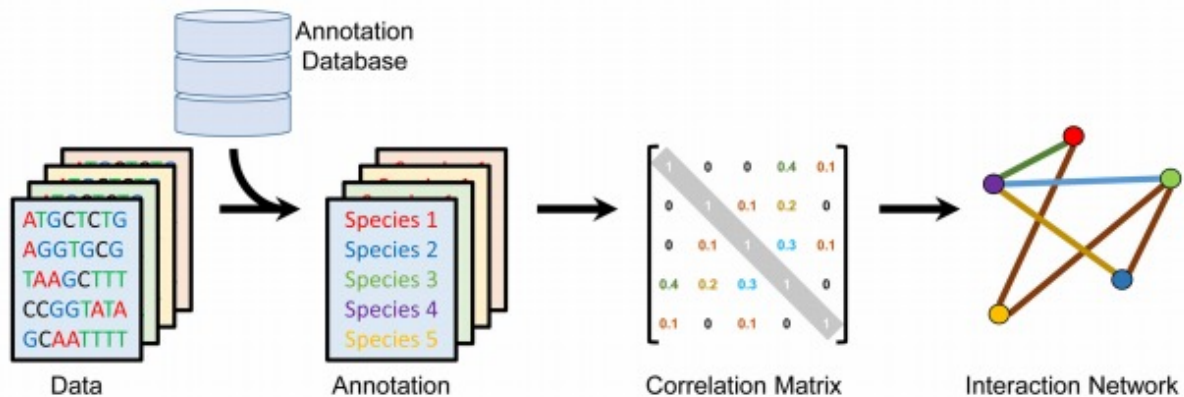 Annotation
Database
ATGCTCTG
AGGTGCG
TAAGCTTT
CCGGTATA
GCAATTTT
Species 1
Species 2
Species 3
Species 4
Species 5
1 0 0 0.4 0.1
0 1 0.1 0.2 0
0 0.1 1 0.3 0.1
0.4 0.2 0.3 1 0
0.1 0 0.1 0 1
Data
Annotation
Correlation Matrix
Interaction Network